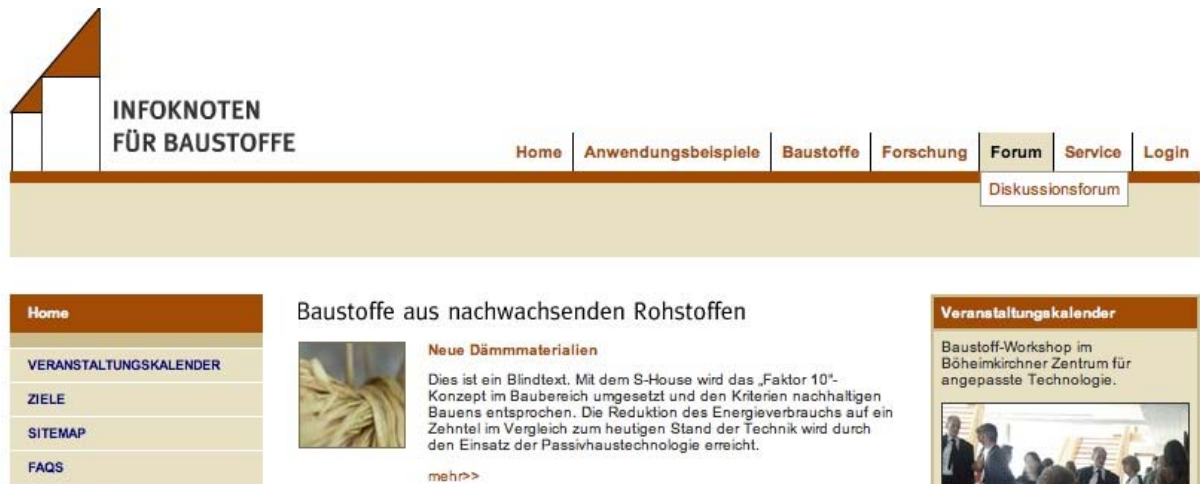 INFOKNOTEN
FÜR BAUSTOFFE
Home Anwendungsbeispiele Baustoffe Forschung Forum Service Login
Diskussionsforum
Home
VERANSTALTUNGSKALENDER
ZIELE
SITEMAP
FAQS
Baustoffe aus nachwachsenden Rohstoffen
Neue Dämmmaterialien
Dies ist ein Blindtext. Mit dem S-House wird das „Faktor 10"-
Konzept im Baubereich umgesetzt und den Kriterien nachhaltigen
Bauens entsprochen. Die Reduktion des Energieverbrauchs auf ein
Zehntel im Vergleich zum heutigen Stand der Technik wird durch
den Einsatz der Passivhaustechnologie erreicht.
mehr>>
Veranstaltungskalender
Baustoff-Workshop im
Böheimkirchner Zentrum für
angepasste Technologie.